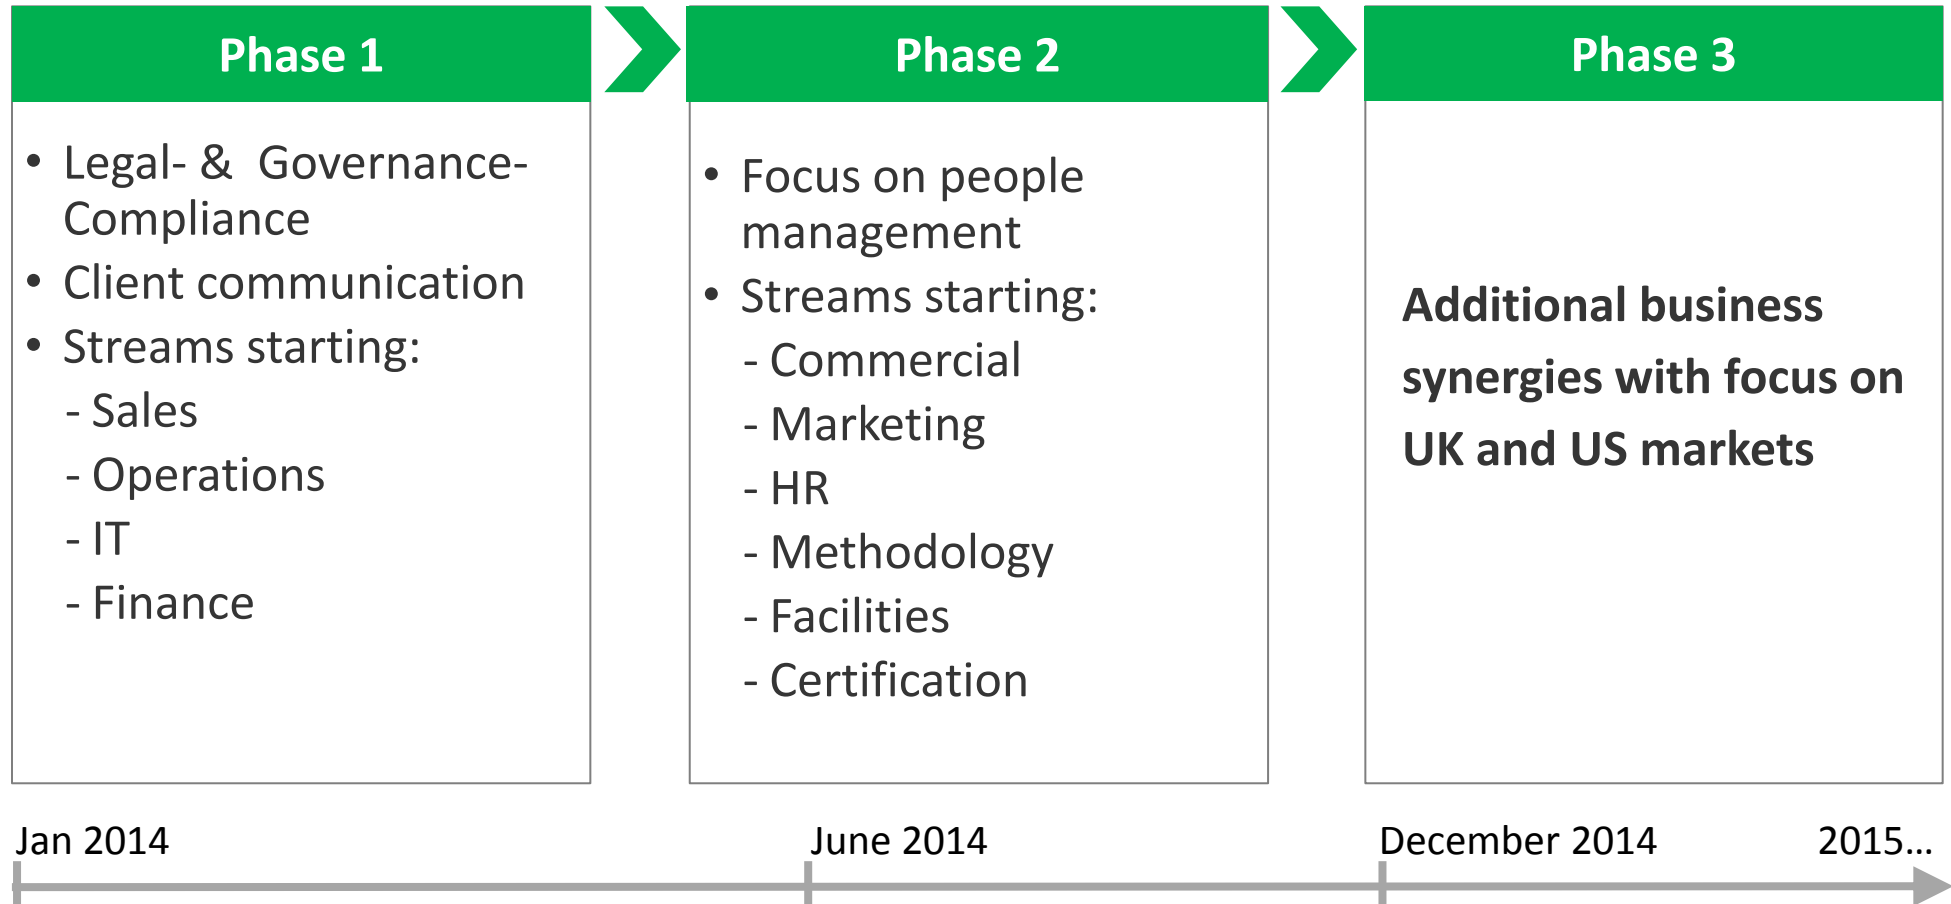 Phase 1
• Legal- & Governance-
Compliance
• Client communication
• Streams starting:
- Sales
- Operations
- IT
- Finance
Phase 2
• Focus on people
management
• Streams starting:
- Commercial
- Marketing
- HR
- Methodology
- Facilities
- Certification
Phase 3
Additional business
synergies with focus on
UK and US markets
Jan 2014
June 2014
December 2014
2015...